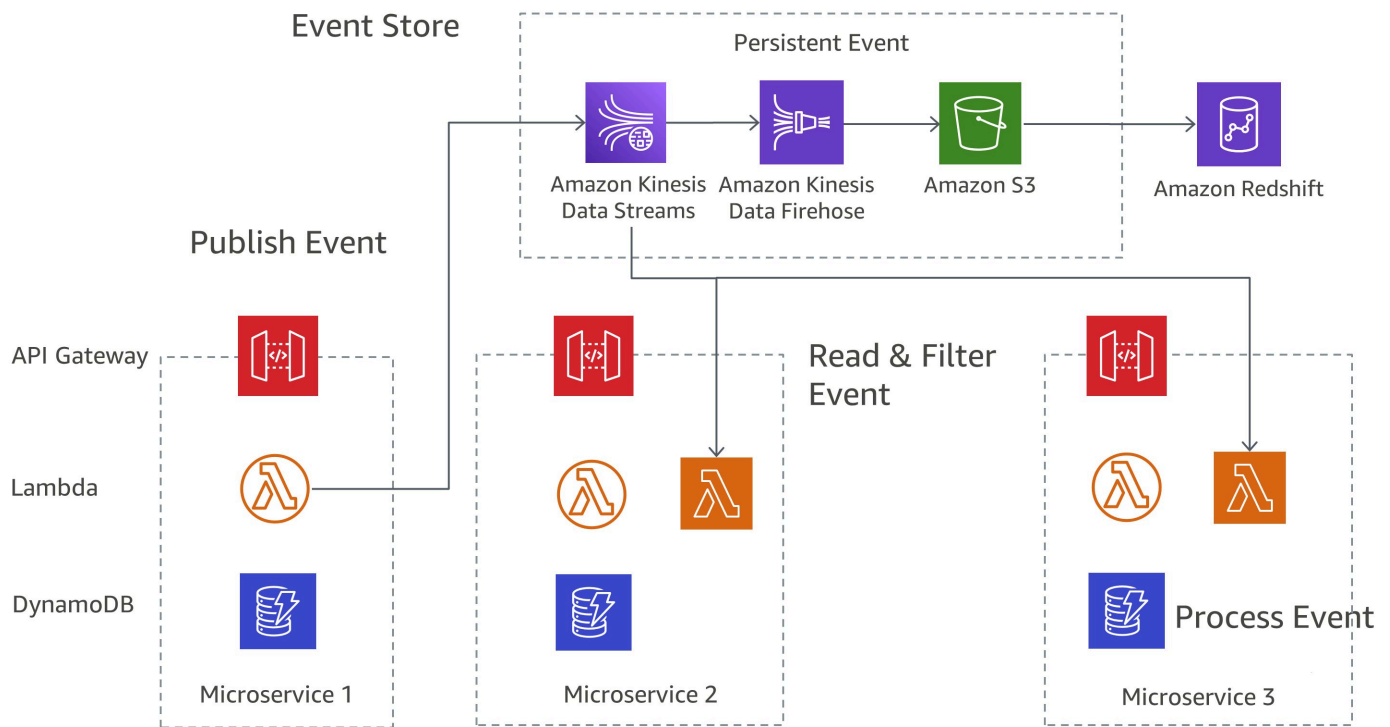 Event Store
Persistent Event
Amazon Kinesis
Data Streams
Amazon Kinesis
Data Firehose
Amazon S3
Amazon Redshift
Publish Event
API Gateway
Read & Filter
Event
Lambda
DynamoDB
Process Event
Microservice 1
Microservice 2
Microservice 3